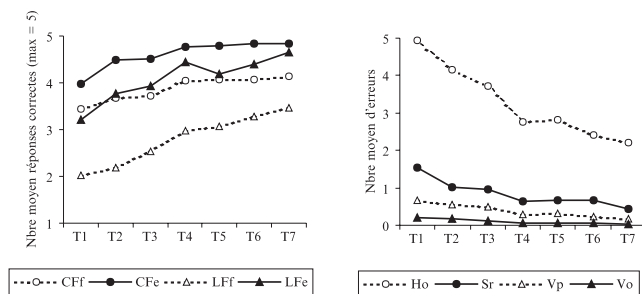 Nbre moyen réponses correctes (max = 5)
5
4
3
2
1
T1 T2 T3 T4 T5 T6 T7
CFf CFe LFf LFe
Nbre moyen d'erreurs
5
4
3
2
1
0
T1 T2 T3 T4 T5 T6 T7
Ho Sr Vp Vo